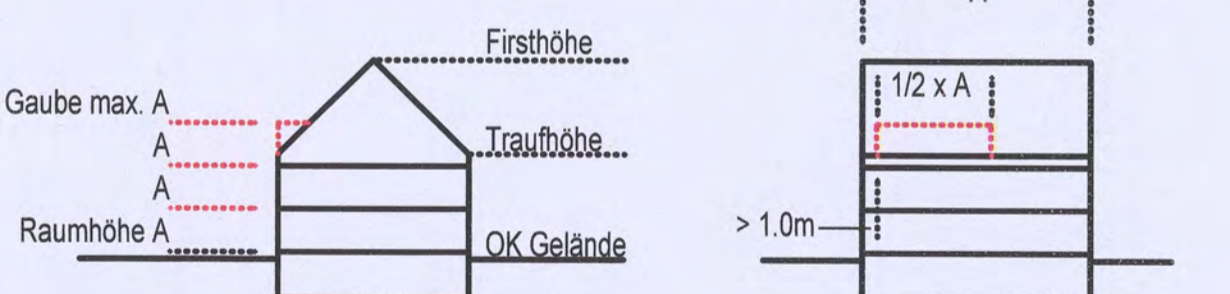 Firsthöhe
Gaube max. A
A
Traufhöhe
A
Raumhöhe A
OK Gelände
1/2 x A
> 1.0m